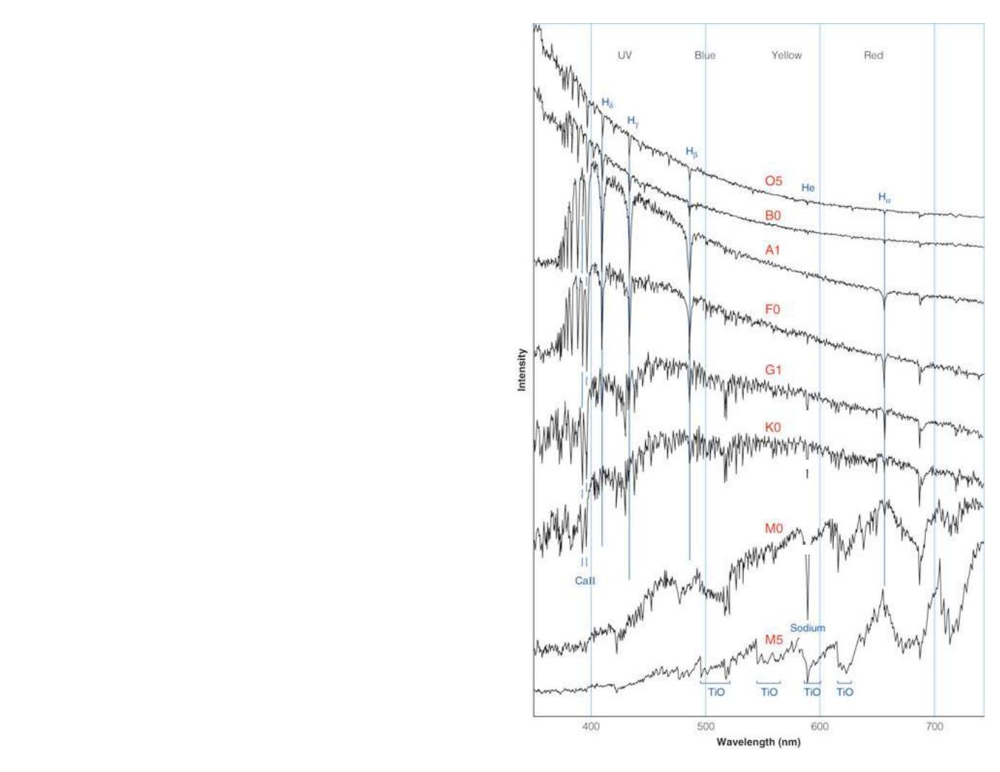 UV Blue Yellow Red
Hδ
Hγ
Hβ
O5
He
Hα
B0
A1
F0
G1
K0
M0
CaII
Sodium
M5
TiO TiO TiO TiO
400 500 600 700
Wavelength (nm)
Intensity